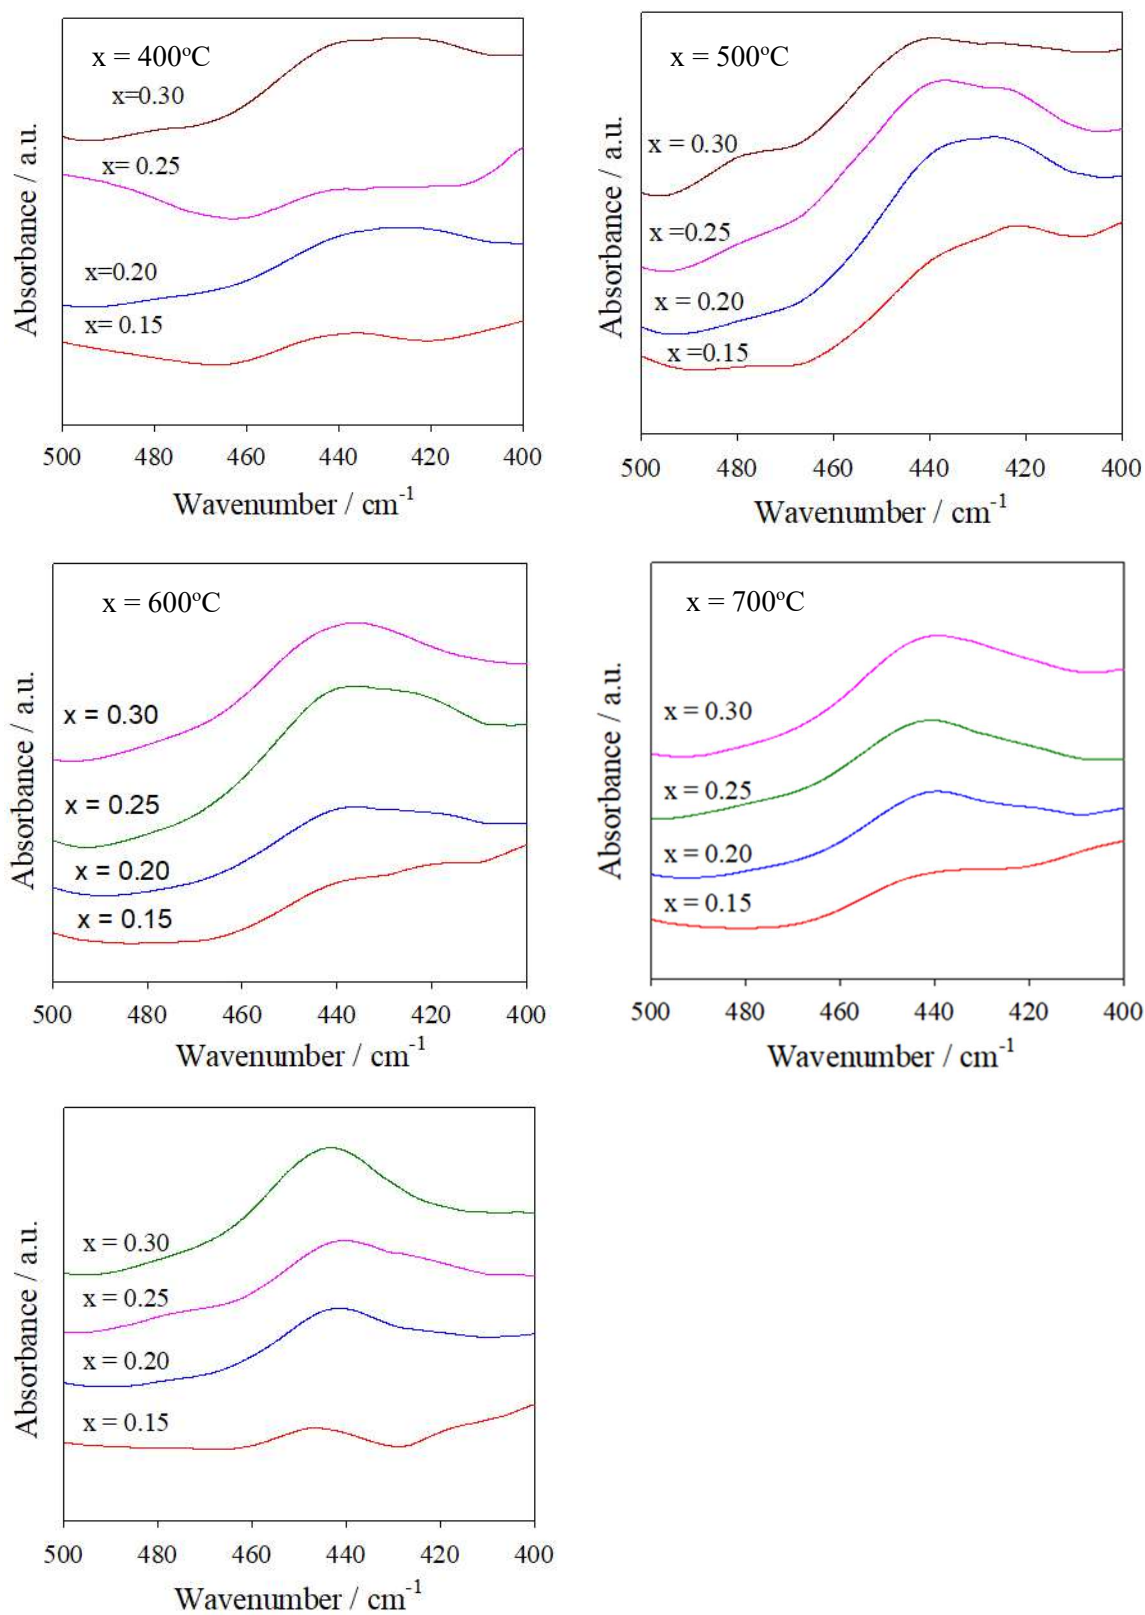 x = 400ºC
x=0.30
x= 0.25
x=0.20
x= 0.15
Absorbance / a.u.
500 480 460 440 420 400
Wavenumber / cm-1
x = 500ºC
x = 0.30
x =0.25
x = 0.20
x =0.15
Absorbance / a.u.
500 480 460 440 420 400
Wavenumber / cm-1
x = 600ºC
x = 0.30
x = 0.25
x = 0.20
x = 0.15
Absorbance / a.u.
500 480 460 440 420 400
Wavenumber / cm-1
x = 700ºC
x = 0.30
x = 0.25
x = 0.20
x = 0.15
Absorbance / a.u.
500 480 460 440 420 400
Wavenumber / cm-1
x = 0.30
x = 0.25
x = 0.20
x = 0.15
Absorbance / a.u.
500 480 460 440 420 400
Wavenumber / cm-1